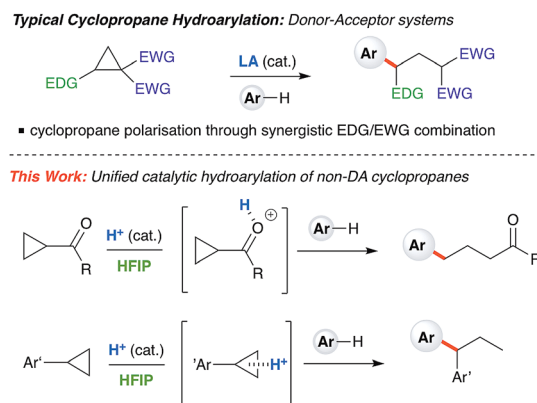 Typical Cyclopropane Hydroarylation: Donor-Acceptor systems
EDG EWG EWG
LA (cat.)
Ar—H
Ar EDG EWG EWG
▪ cyclopropane polarisation through synergistic EDG/EWG combination
This Work: Unified catalytic hydroarylation of non-DA cyclopropanes
O R
H+ (cat.)
HFIP
H O ⊕ R
Ar—H
Ar O
Ar‘
H+ (cat.)
HFIP
’Ar H+
Ar—H
Ar Ar’